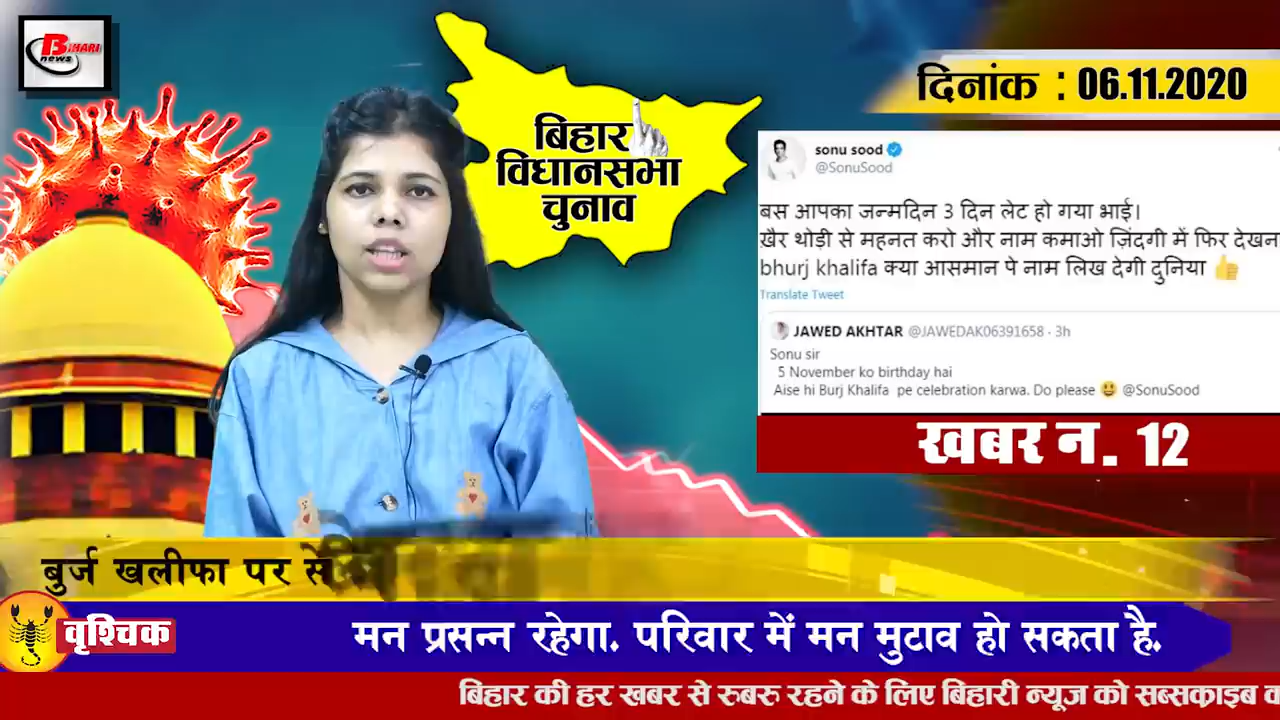 BIHARI
news
दिनांक : 06.11.2020
बिहार
विधानसभा
चुनाव
sonu sood
@SonuSood
बस आपका जन्मदिन 3 दिन लेट हो गया भाई।
ख़ैर थोड़ी से महनत करो और नाम कमाओ ज़िंदगी में फिर देखन
bhurj khalifa क्या आसमान पे नाम लिख देगी दुनिया 👍
Translate Tweet
JAWED AKHTAR @JAWEDAK06391658 · 3h
Sonu sir
5 November ko birthday hai
Aise hi Burj Khalifa pe celebration karwa. Do please 😃 @SonuSood
खबर न. 12
बुर्ज खलीफा पर से
वृश्चिक
मन प्रसन्न रहेगा. परिवार में मन मुटाव हो सकता है.
बिहार की हर खबर से रुबरु रहने के लिए बिहारी न्यूज को सब्सक्राइब क